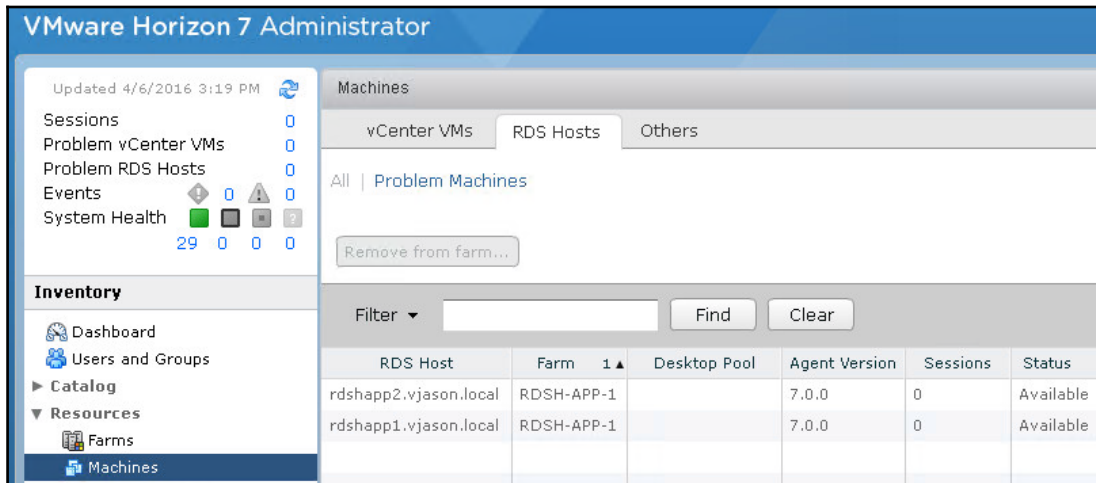 VMware Horizon 7 Administrator
Updated 4/6/2016 3:19 PM
Sessions 0
Problem vCenter VMs 0
Problem RDS Hosts 0
Events 0 0
System Health ?
29 0 0 0
Inventory
Dashboard
Users and Groups
Catalog
Resources
Farms
Machines
Machines
vCenter VMs RDS Hosts Others
All | Problem Machines
Remove from farm...
Filter Find Clear
RDS Host Farm 1 Desktop Pool Agent Version Sessions Status
rdshapp2.vjason.local RDSH-APP-1 7.0.0 0 Available
rdshapp1.vjason.local RDSH-APP-1 7.0.0 0 Available